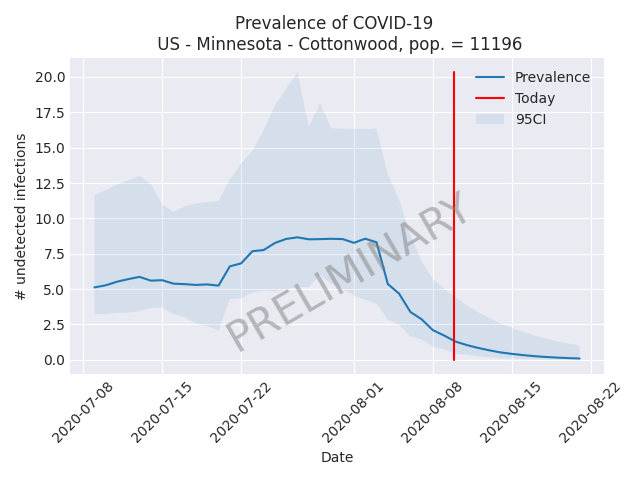 Prevalence of COVID-19
US - Minnesota - Cottonwood, pop. = 11196
20.0
17.5
15.0
12.5
10.0
7.5
5.0
2.5
0.0
# undetected infections
Prevalence
Today
95CI
PRELIMINARY
2020-07-08
2020-07-15
2020-07-22
2020-08-01
2020-08-08
2020-08-15
2020-08-22
Date